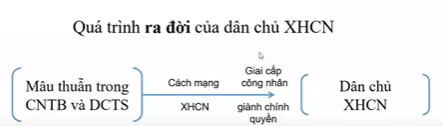 Quá trình ra đời của dân chủ XHCN
Mâu thuẫn trong
CNTB và DCTS
Cách mạng
XHCN
Giai cấp
công nhân
giành chính
quyền
Dân chủ
XHCN